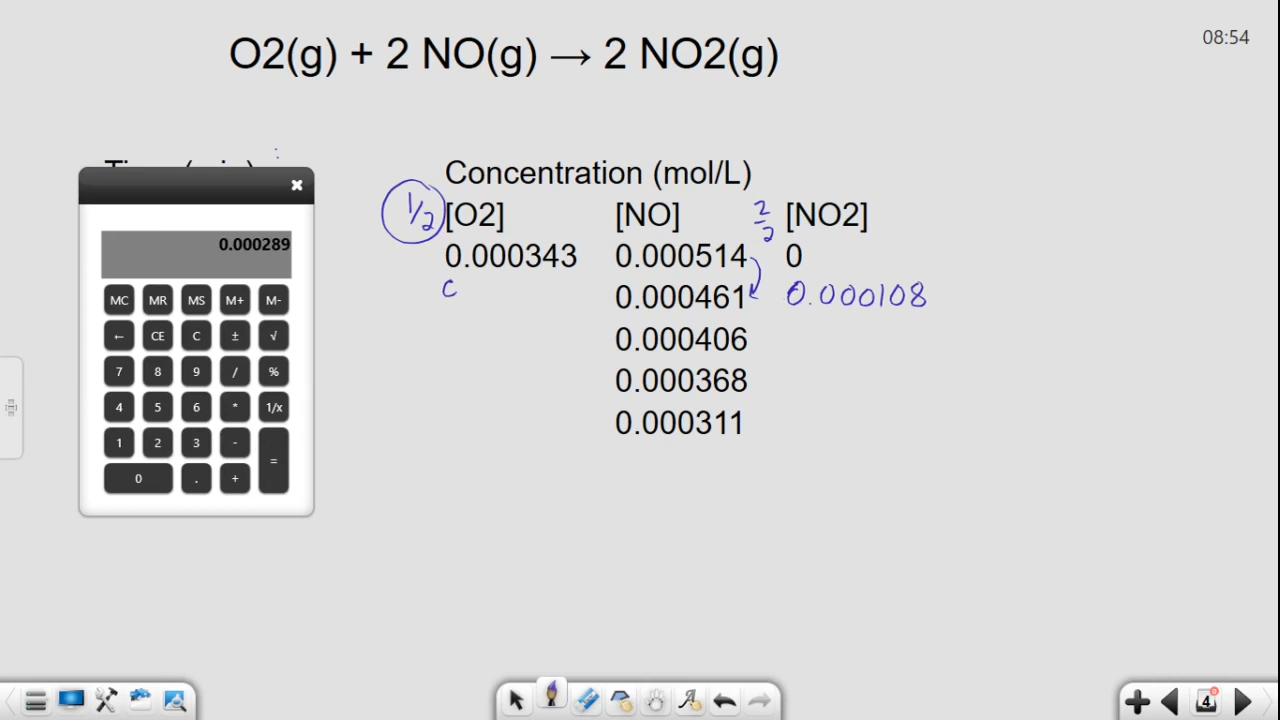 O2(g) + 2 NO(g) → 2 NO2(g)
08:54
Concentration (mol/L)
1/2 [O2] [NO] 2/2 [NO2]
0.000343 0.000514 0
0.000461 0.000108
0.000406
0.000368
0.000311
0.000289
MC MR MS M+ M-
← CE C ± √
7 8 9 / %
4 5 6 * 1/x
1 2 3 - =
0 . +
4